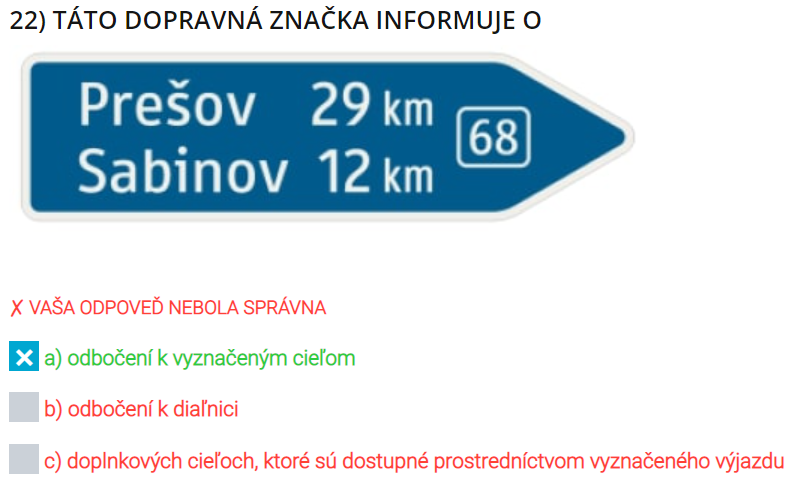 22) TÁTO DOPRAVNÁ ZNAČKA INFORMUJE O
Prešov 29 km
Sabinov 12 km
68
✗ VAŠA ODPOVEĎ NEBOLA SPRÁVNA
a) odbočení k vyznačeným cieľom
b) odbočení k diaľnici
c) doplnkových cieľoch, ktoré sú dostupné prostredníctvom vyznačeného výjazdu